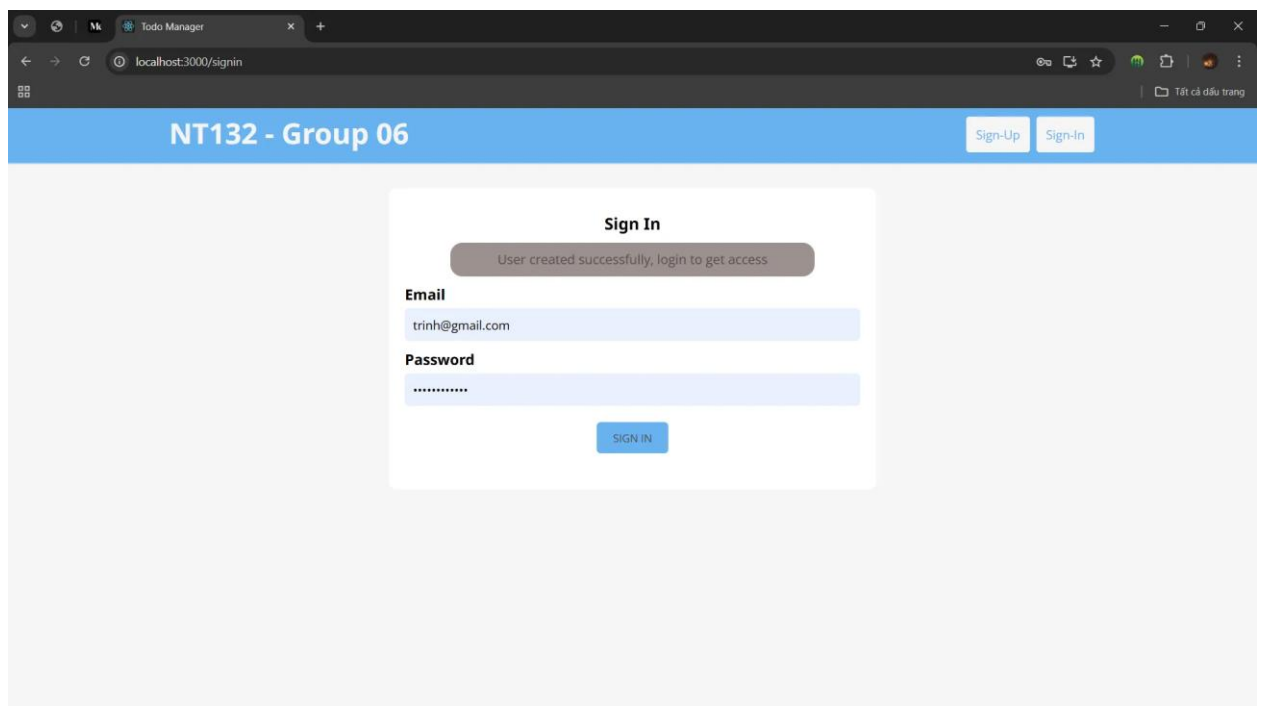 Mk
Todo Manager
localhost:3000/signin
Tất cả dấu trang
NT132 - Group 06
Sign-Up
Sign-In
Sign In
User created successfully, login to get access
Email
trinh@gmail.com
Password
••••••••••••
SIGN IN